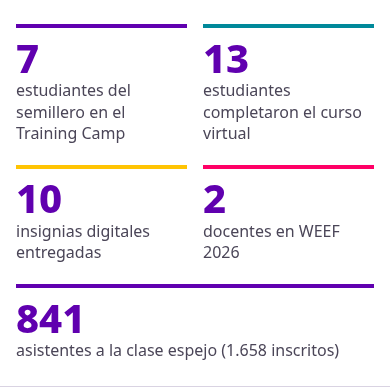 7
estudiantes del
semillero en el
Training Camp
13
estudiantes
completaron el curso
virtual
10
insignias digitales
entregadas
2
docentes en WEEF
2026
841
asistentes a la clase espejo (1.658 inscritos)